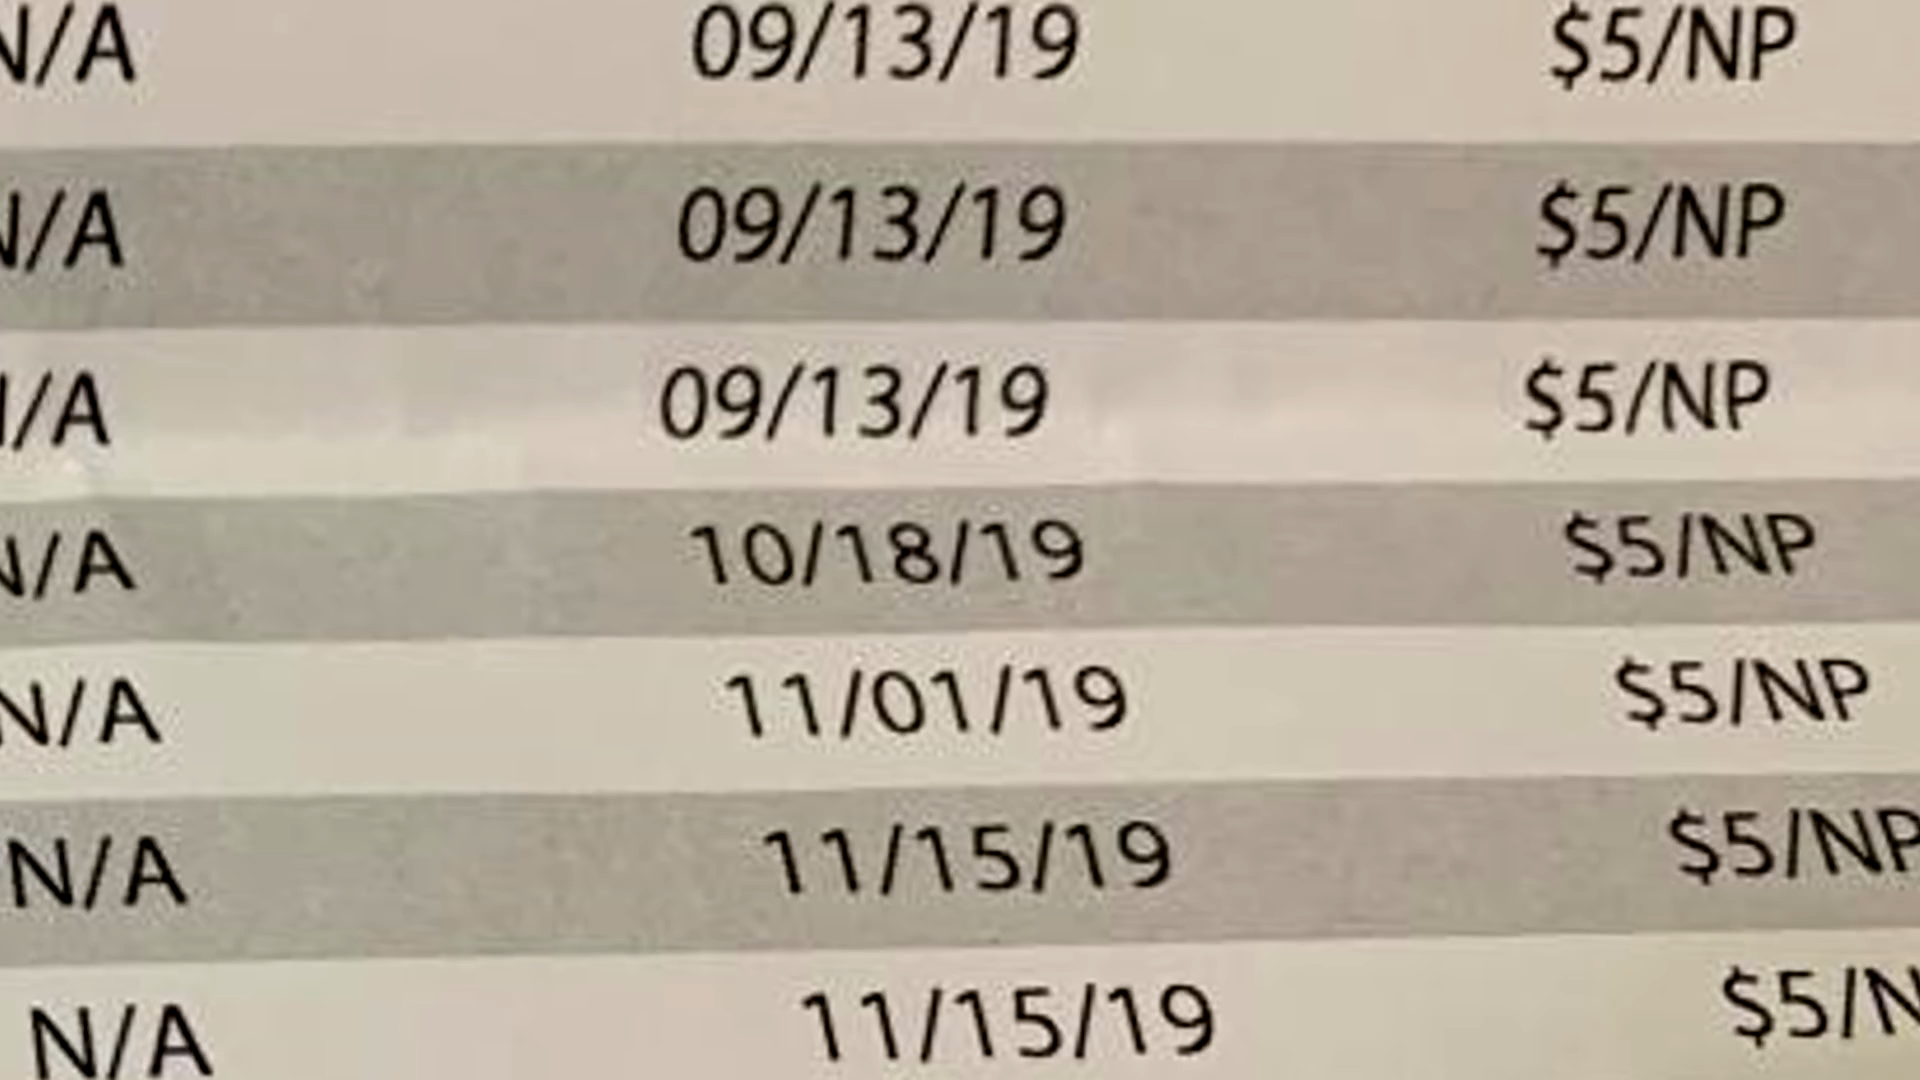 N/A 09/13/19 $5/NP
N/A 09/13/19 $5/NP
N/A 09/13/19 $5/NP
N/A 10/18/19 $5/NP
N/A 11/01/19 $5/NP
N/A 11/15/19 $5/NP
N/A 11/15/19 $5/N